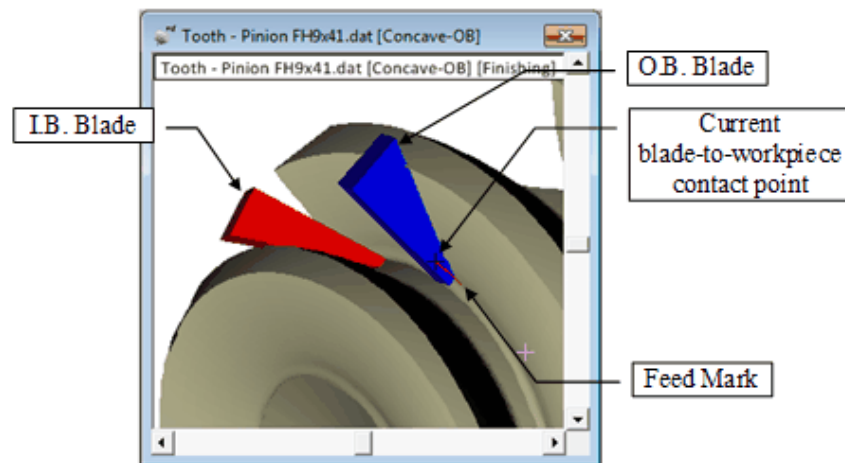 Tooth - Pinion FH9x41.dat [Concave-OB]
Tooth - Pinion FH9x41.dat [Concave-OB] [Finishing]
O.B. Blade
I.B. Blade
Current
blade-to-workpiece
contact point
Feed Mark